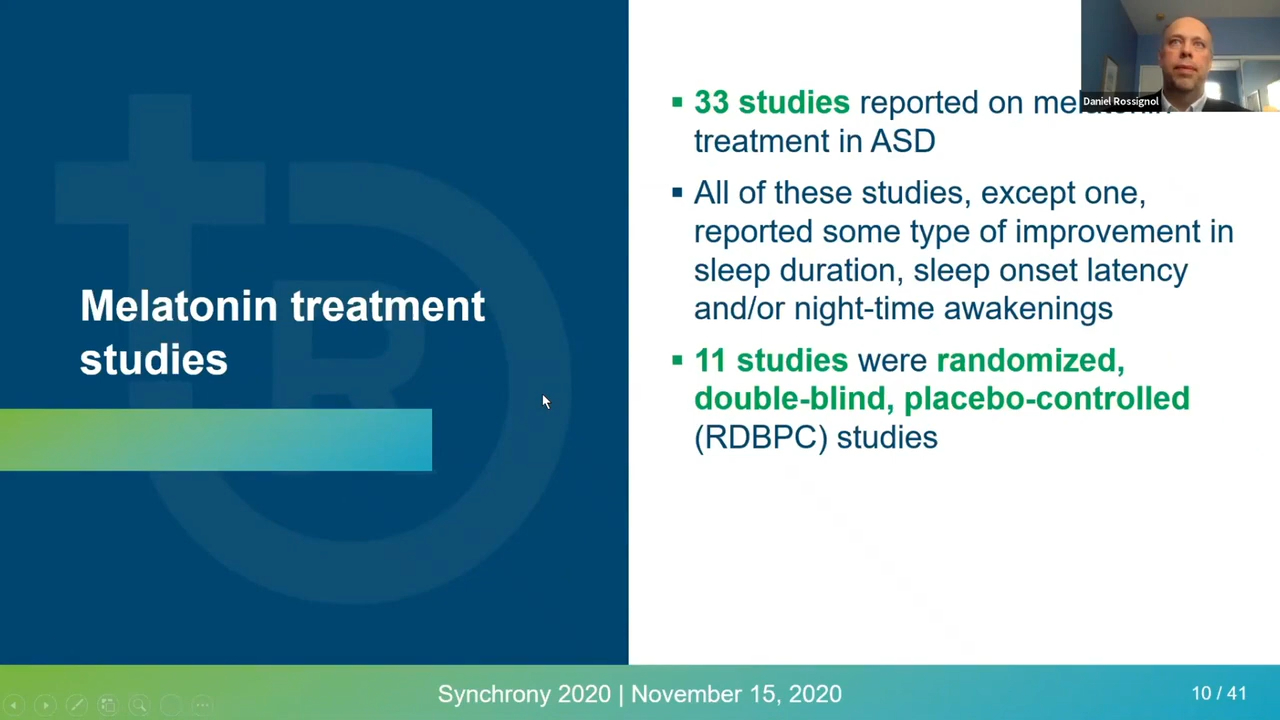 Melatonin treatment
studies
33 studies reported on
treatment in ASD
All of these studies, except one,
reported some type of improvement in
sleep duration, sleep onset latency
and/or night-time awakenings
11 studies were randomized,
double-blind, placebo-controlled
(RDBPC) studies
Daniel Rossignol
Synchrony 2020 | November 15, 2020
10 / 41